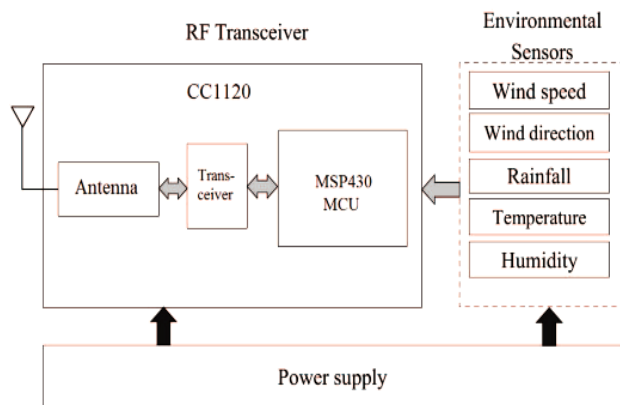 RF Transceiver
Environmental
Sensors
CC1120
Antenna
Trans-
ceiver
MSP430
MCU
Wind speed
Wind direction
Rainfall
Temperature
Humidity
Power supply